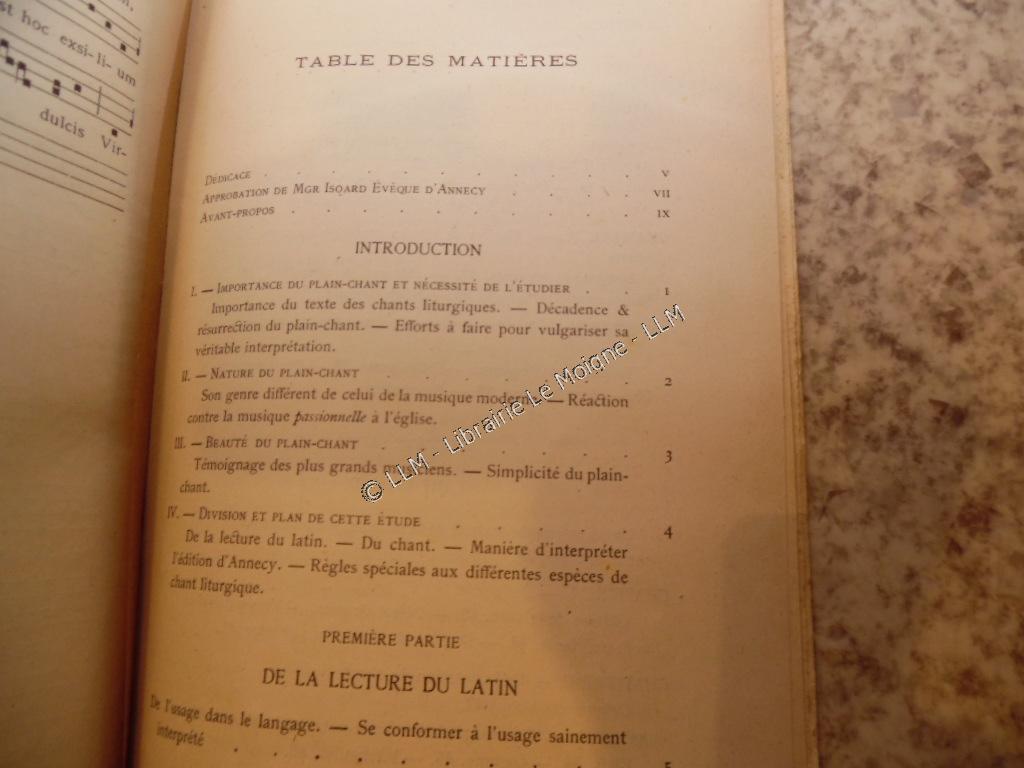 st hoc exsi- li- um
dulcis Vir-
TABLE DES MATIÈRES
DÉDICACE . . . . . . . . . . . . V
APPROBATION DE MGR ISOARD ÉVÊQUE D'ANNECY . . . . . VII
AVANT-PROPOS . . . . . . . . . . . IX
INTRODUCTION
I. — IMPORTANCE DU PLAIN-CHANT ET NÉCESSITÉ DE L'ÉTUDIER . . 1
Importance du texte des chants liturgiques. — Décadence &
résurrection du plain-chant. — Efforts à faire pour vulgariser sa
véritable interprétation.
II. — NATURE DU PLAIN-CHANT . . . . . . . . 2
Son genre différent de celui de la musique moderne. — Réaction
contre la musique passionnelle à l'église.
III. — BEAUTÉ DU PLAIN-CHANT . . . . . . . . 3
Témoignage des plus grands musiciens. — Simplicité du plain-
chant.
IV. — DIVISION ET PLAN DE CETTE ÉTUDE . . . . . . 4
De la lecture du latin. — Du chant. — Manière d'interpréter
l'édition d'Annecy. — Règles spéciales aux différentes espèces de
chant liturgique.
PREMIÈRE PARTIE
DE LA LECTURE DU LATIN
De l'usage dans le langage. — Se conformer à l'usage sainement
interprété . . . . . . . . . . 5
© LLM - Librairie Le Moigne - LLM